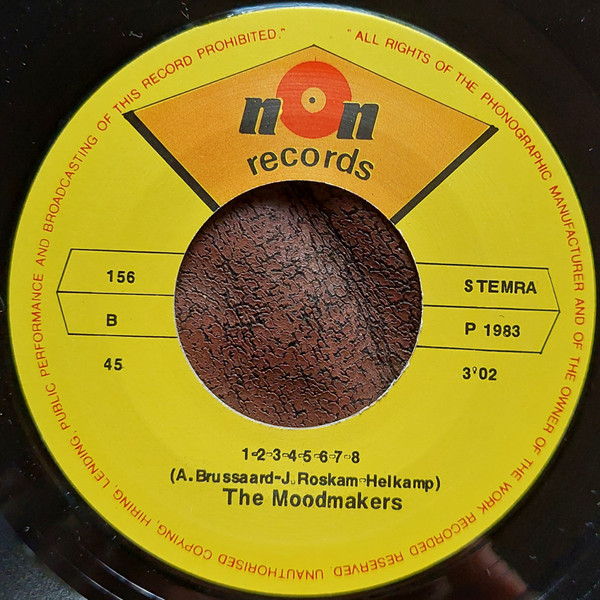 "ALL RIGHTS OF THE PHONOGRAPHIC MANUFACTURER AND OF THE OWNER OF THE WORK RECORDED RESERVED. UNAUTHORISED COPYING, HIRING, LENDING, PUBLIC PERFORMANCE AND BROADCASTING OF THIS RECORD PROHIBITED."
non
records
156
STEMRA
B
P 1983
45
3'02
1-2-3-4-5-6-7-8
(A.Brussaard-J. Roskam-Helkamp)
The Moodmakers